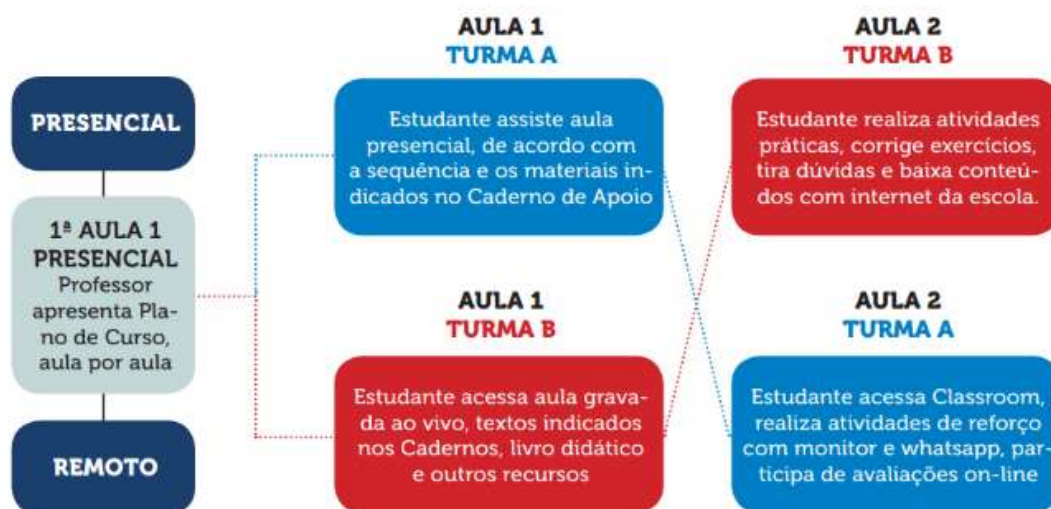 PRESENCIAL
1ª AULA 1
PRESENCIAL
Professor
apresenta Pla-
no de Curso,
aula por aula
REMOTO
AULA 1
TURMA A
Estudante assiste aula
presencial, de acordo com
a sequência e os materiais in-
dicados no Caderno de Apoio
AULA 1
TURMA B
Estudante acessa aula grava-
da ao vivo, textos indicados
nos Cadernos, livro didático
e outros recursos
AULA 2
TURMA B
Estudante realiza atividades
práticas, corrige exercícios,
tira dúvidas e baixa conteú-
dos com internet da escola.
AULA 2
TURMA A
Estudante acessa Classroom,
realiza atividades de reforço
com monitor e whatsapp, par-
ticipa de avaliações on-line